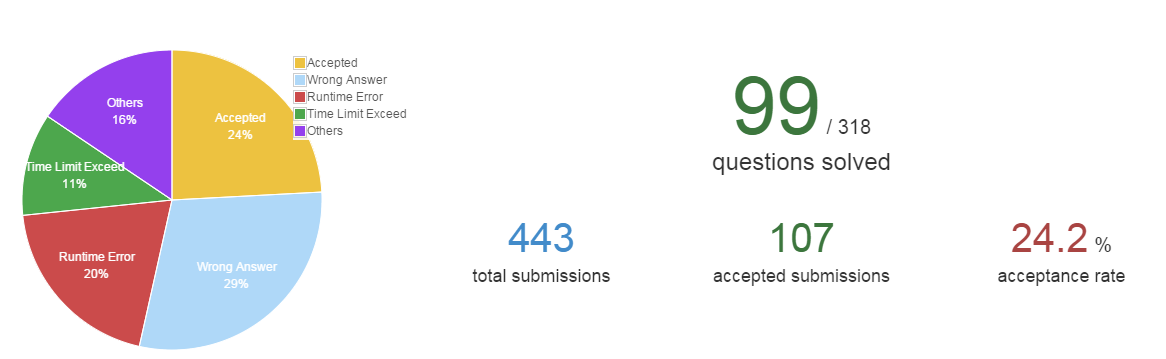 Others
16%
Accepted
24%
Time Limit Exceed
11%
Runtime Error
20%
Wrong Answer
29%
Accepted
Wrong Answer
Runtime Error
Time Limit Exceed
Others
99 / 318
questions solved
443
total submissions
107
accepted submissions
24.2 %
acceptance rate